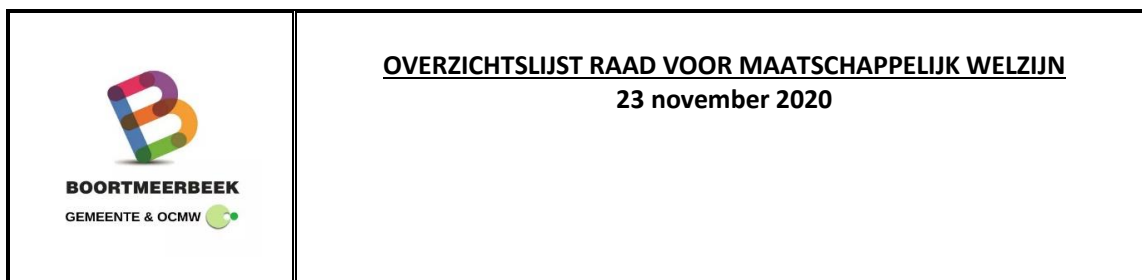 OVERZICHTSLIJST RAAD VOOR MAATSCHAPPELIJK WELZIJN
23 november 2020
BOORTMEERBEEK
GEMEENTE & OCMW